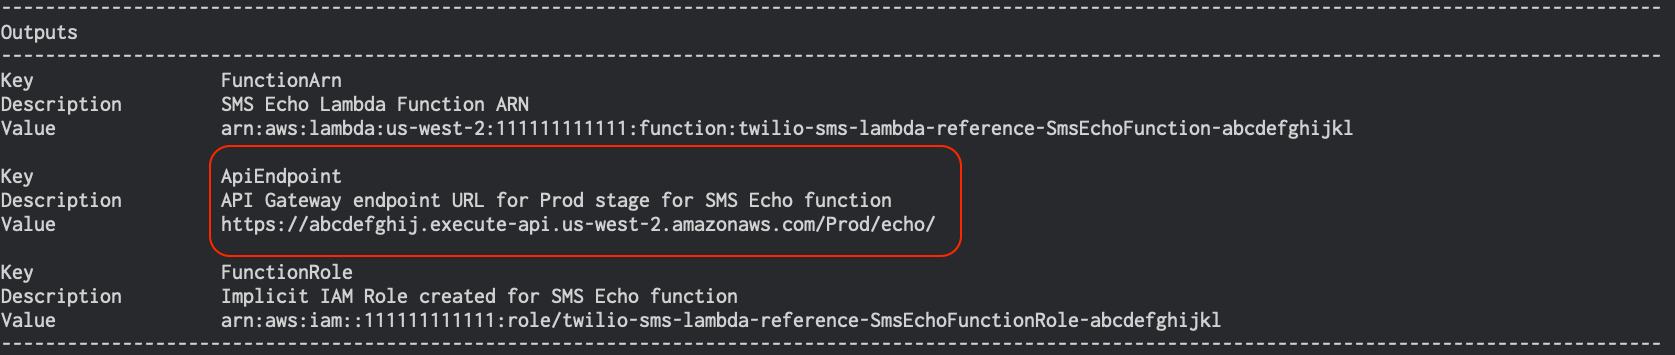 Outputs
Key FunctionArn
Description SMS Echo Lambda Function ARN
Value arn:aws:lambda:us-west-2:111111111111:function:twilio-sms-lambda-reference-SmsEchoFunction-abcdefghijkl
Key ApiEndpoint
Description API Gateway endpoint URL for Prod stage for SMS Echo function
Value https://abcdefghij.execute-api.us-west-2.amazonaws.com/Prod/echo/
Key FunctionRole
Description Implicit IAM Role created for SMS Echo function
Value arn:aws:iam::111111111111:role/twilio-sms-lambda-reference-SmsEchoFunctionRole-abcdefghijkl